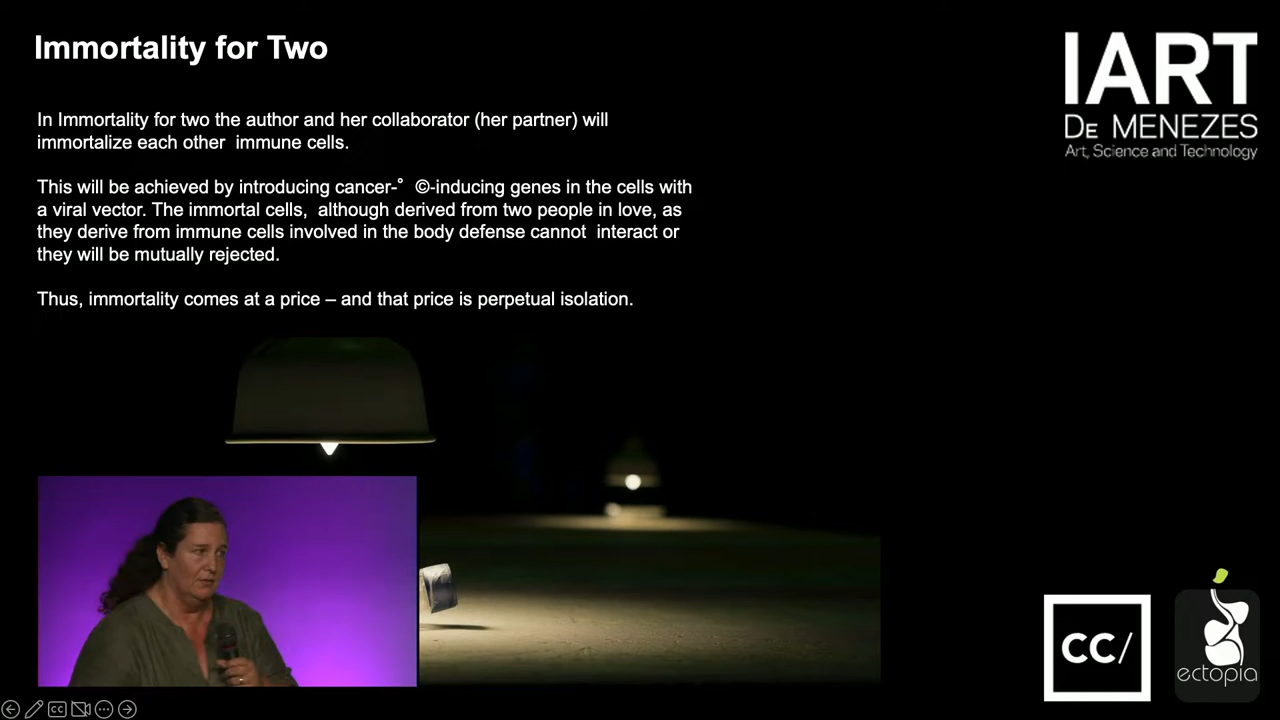 Immortality for Two
In Immortality for two the author and her collaborator (her partner) will
immortalize each other  immune cells.
This will be achieved by introducing cancer-°  ©-inducing genes in the cells with
a viral vector. The immortal cells,  although derived from two people in love, as
they derive from immune cells involved in the body defense cannot  interact or
they will be mutually rejected.
Thus, immortality comes at a price – and that price is perpetual isolation.
IART
DE MENEZES
Art, Science and Technology
CC/
ectopia
CC